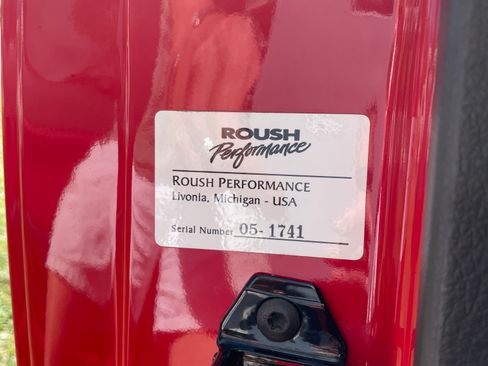 ROUSH
Performance
ROUSH PERFORMANCE
Livonia, Michigan - USA
Serial Number 05-1741